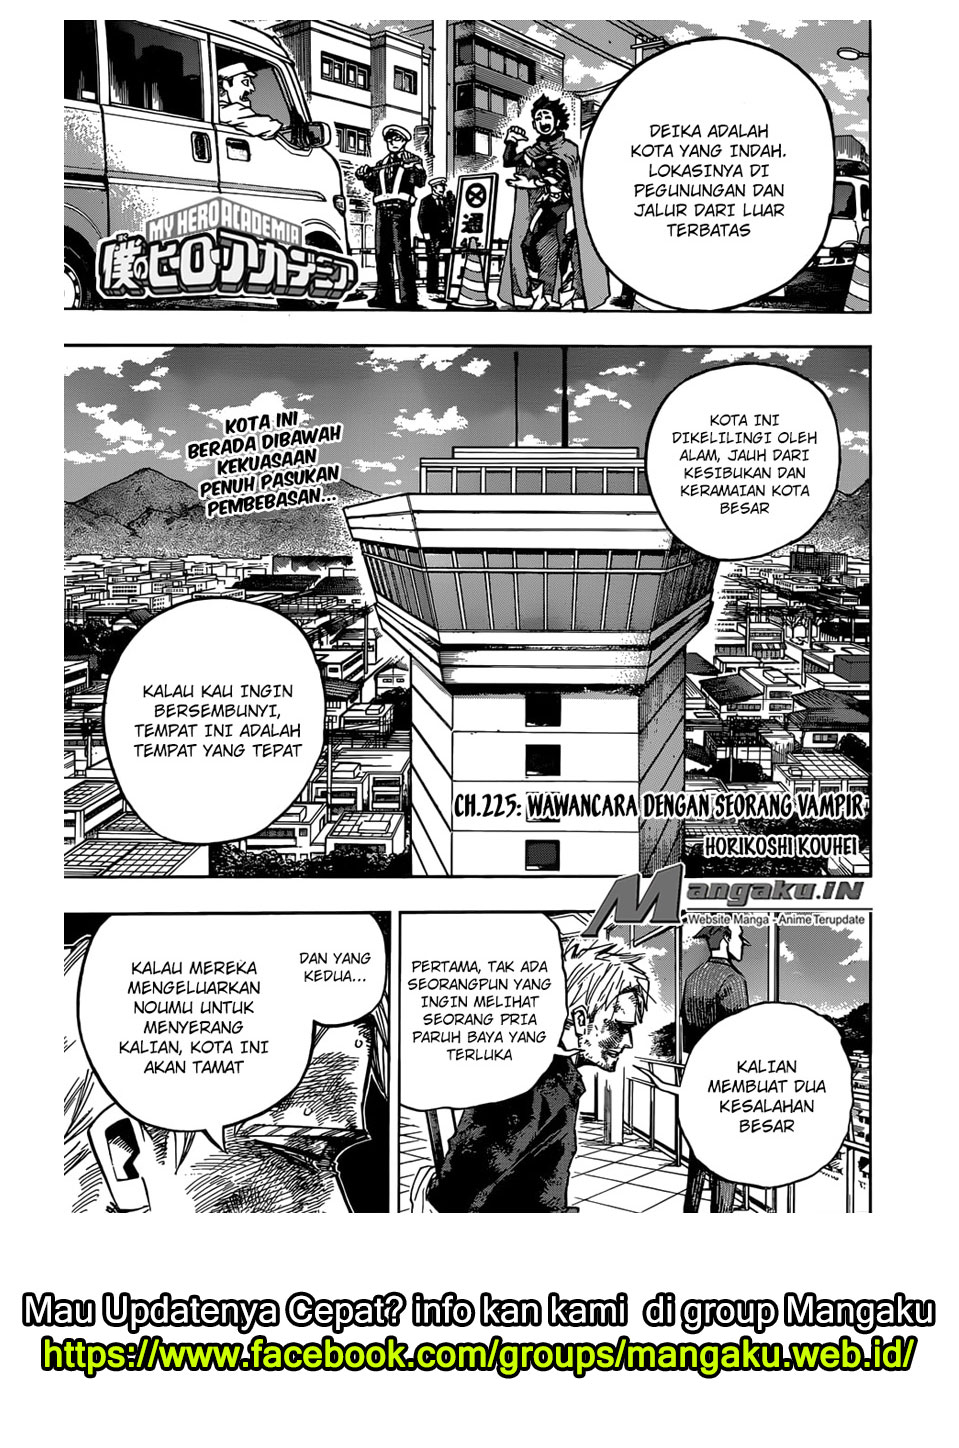 DEIKA ADALAH
KOTA YANG INDAH.
LOKASINYA DI
PEGUNUNGAN DAN
JALUR DARI LUAR
TERBATAS
通
MY HERO ACADEMIA
僕のヒーローアカデミア
KOTA INI
BERADA DIBAWAH
KEKUASAAN
PENUH PASUKAN
PEMBEBASAN...
KOTA INI
DIKELILINGI OLEH
ALAM, JAUH DARI
KESIBUKAN DAN
KERAMAIAN KOTA
BESAR
KALAU KAU INGIN
BERSEMBUNYI,
TEMPAT INI ADALAH
TEMPAT YANG TEPAT
CH.225: WAWANCARA DENGAN SEORANG VAMPIR
HORIKOSHI KOUHEI
Mangaku.IN
Website Manga - Anime Terupdate
KALIAN
MEMBUAT DUA
KESALAHAN
BESAR
PERTAMA, TAK ADA
SEORANGPUN YANG
INGIN MELIHAT
SEORANG PRIA
PARUH BAYA YANG
TERLUKA
DAN YANG
KEDUA...
KALAU MEREKA
MENGELUARKAN
NOUMU UNTUK
MENYERANG
KALIAN, KOTA INI
AKAN TAMAT
Mau Updatenya Cepat? info kan kami di group Mangaku
https://www.facebook.com/groups/mangaku.web.id/